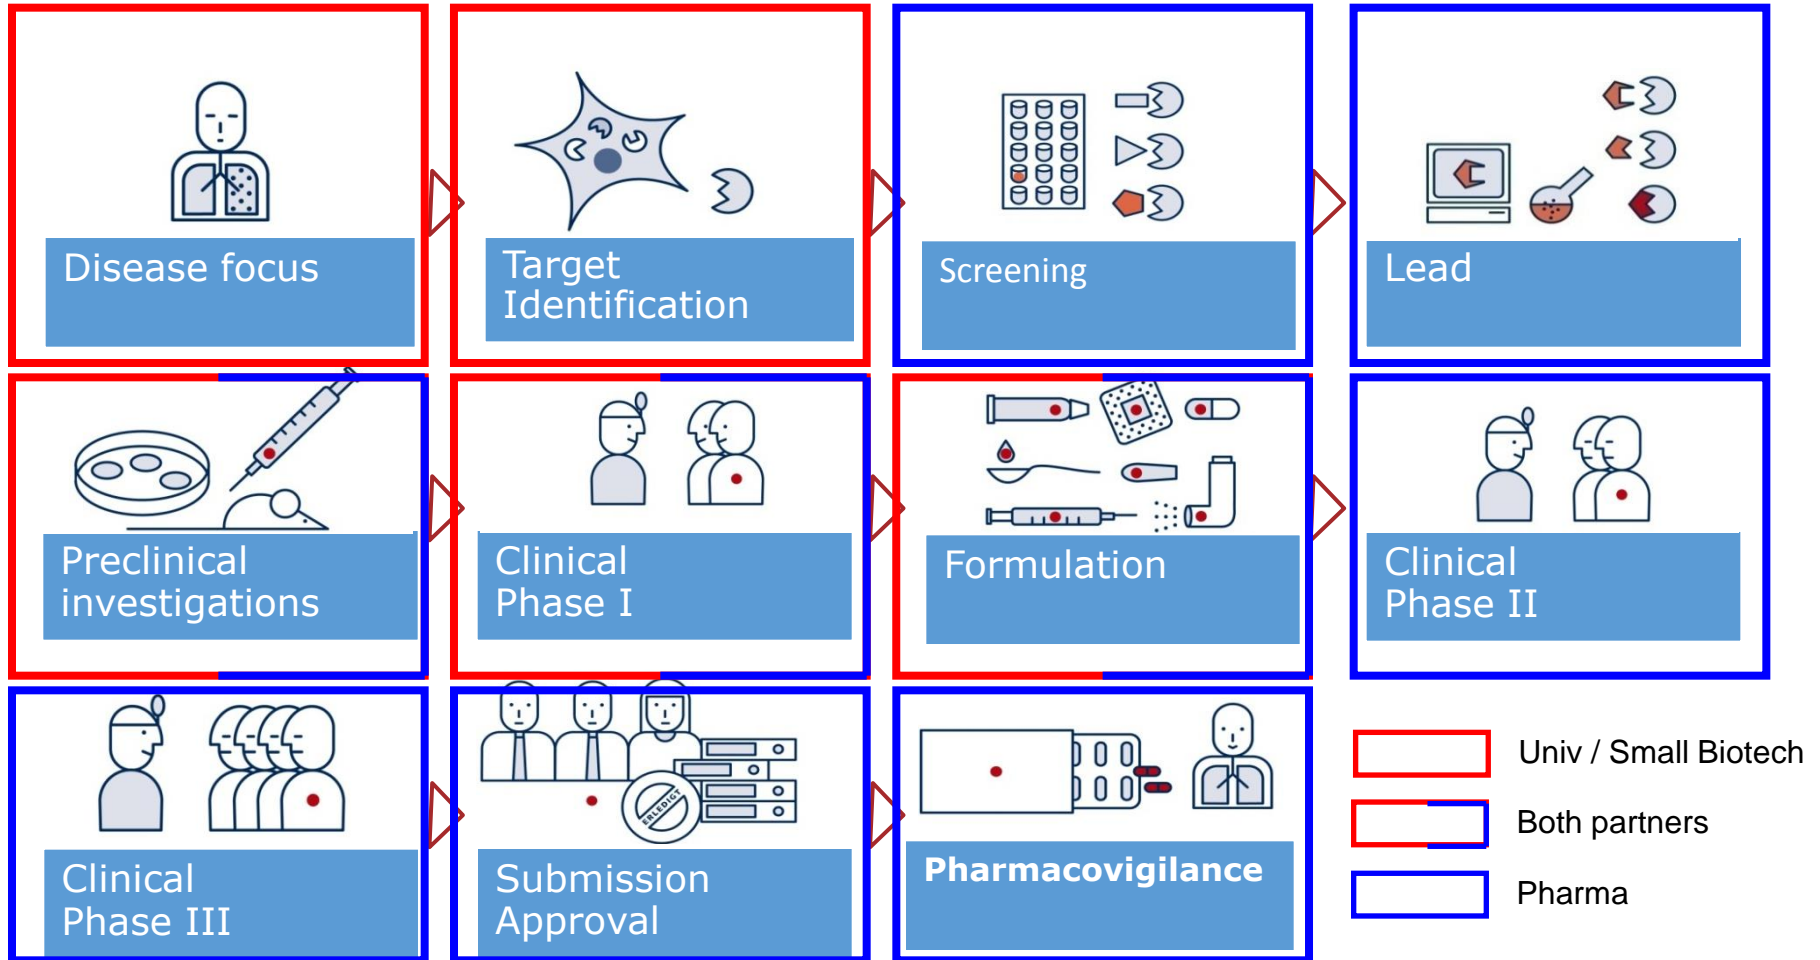 Disease focus
Target
Identification
Screening
Lead
Preclinical
investigations
Clinical
Phase I
Formulation
Clinical
Phase II
Clinical
Phase III
ERLEDIGT
Submission
Approval
Pharmacovigilance
Univ / Small Biotech
Both partners
Pharma